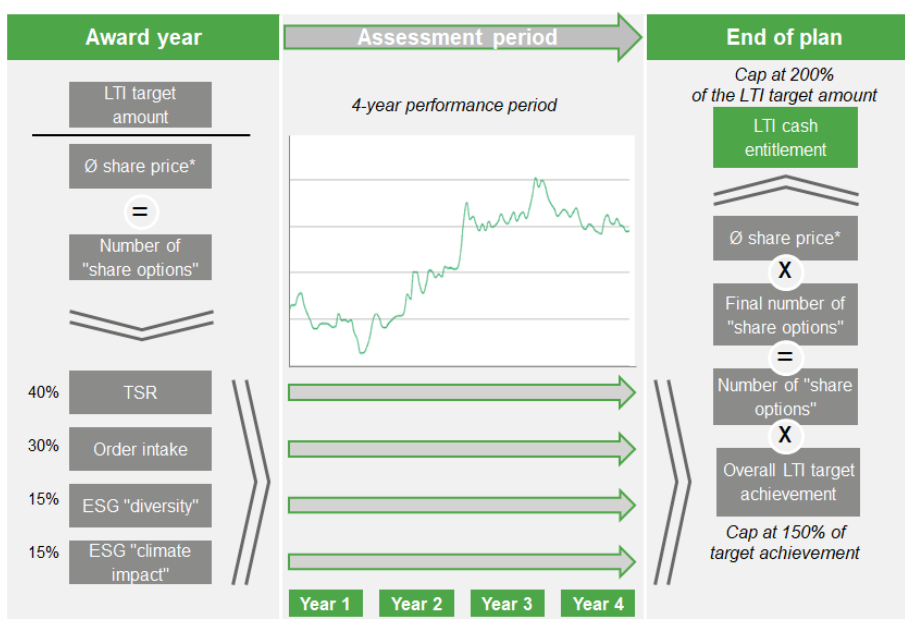 Award year
Assessment period
End of plan
LTI target
amount
Ø share price*
=
Number of
"share options"
40%
TSR
30%
Order intake
15%
ESG "diversity"
15%
ESG "climate
impact"
4-year performance period
Year 1
Year 2
Year 3
Year 4
Cap at 200%
of the LTI target amount
LTI cash
entitlement
Ø share price*
X
Final number of
"share options"
=
Number of "share
options"
X
Overall LTI target
achievement
Cap at 150% of
target achievement